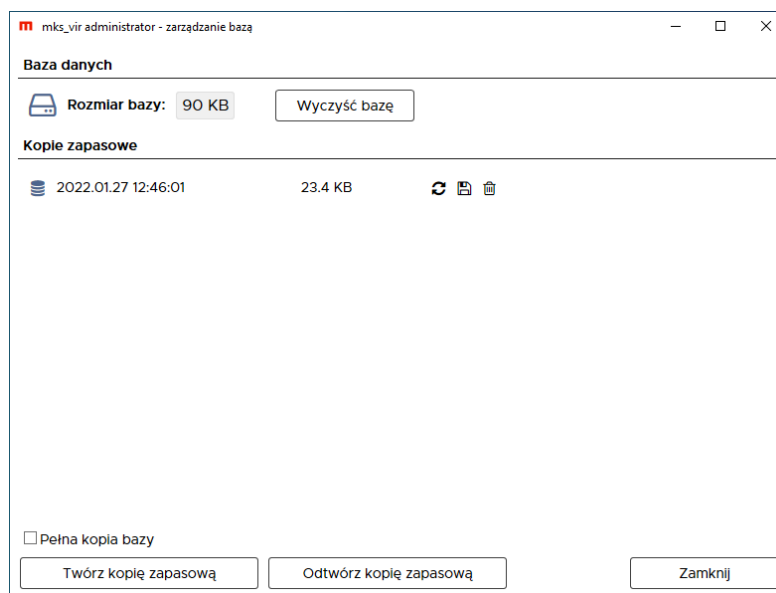 mks_vir administrator - zarządzanie bazą
Baza danych
Rozmiar bazy: 90 KB Wyczyść bazę
Kopie zapasowe
2022.01.27 12:46:01 23.4 KB
Pełna kopia bazy
Twórz kopię zapasową Odtwórz kopię zapasową Zamknij